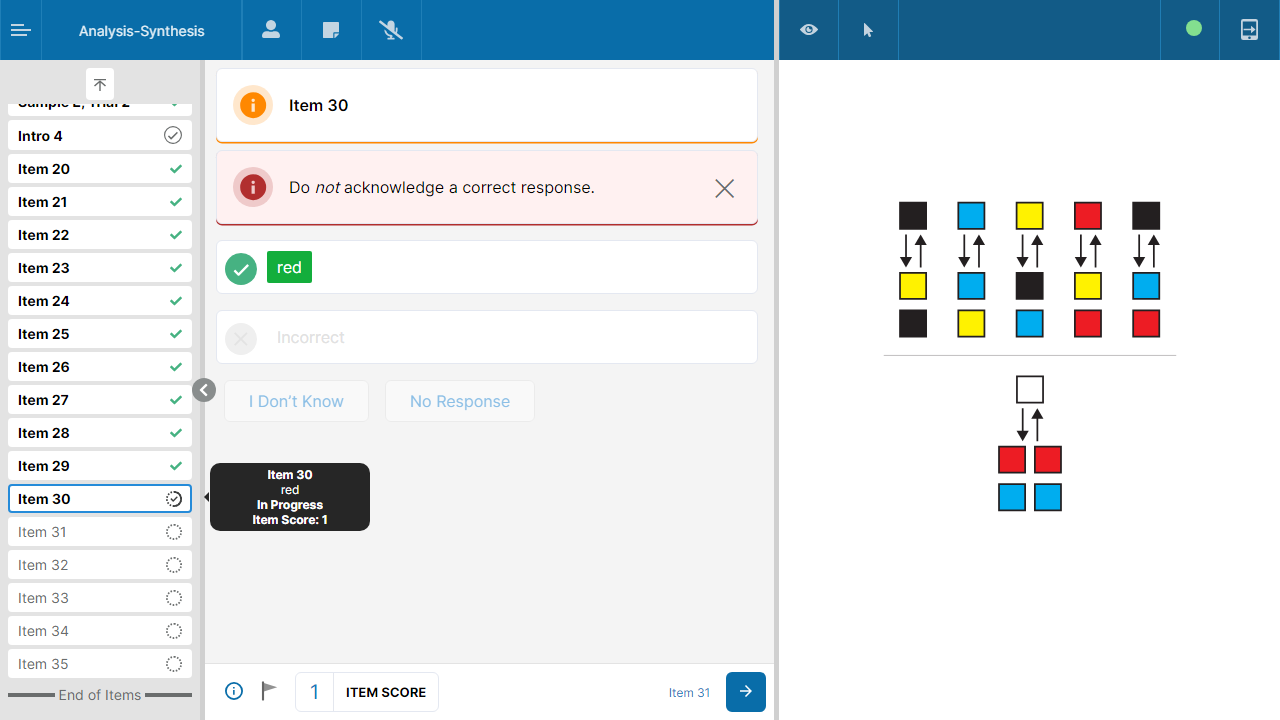 Analysis-Synthesis
Sample 2, Trial 2
Intro 4
Item 20
Item 21
Item 22
Item 23
Item 24
Item 25
Item 26
Item 27
Item 28
Item 29
Item 30
Item 31
Item 32
Item 33
Item 34
Item 35
End of Items
Item 30
Do not acknowledge a correct response.
red
Incorrect
I Don't Know
No Response
Item 30
red
In Progress
Item Score: 1
1
ITEM SCORE
Item 31